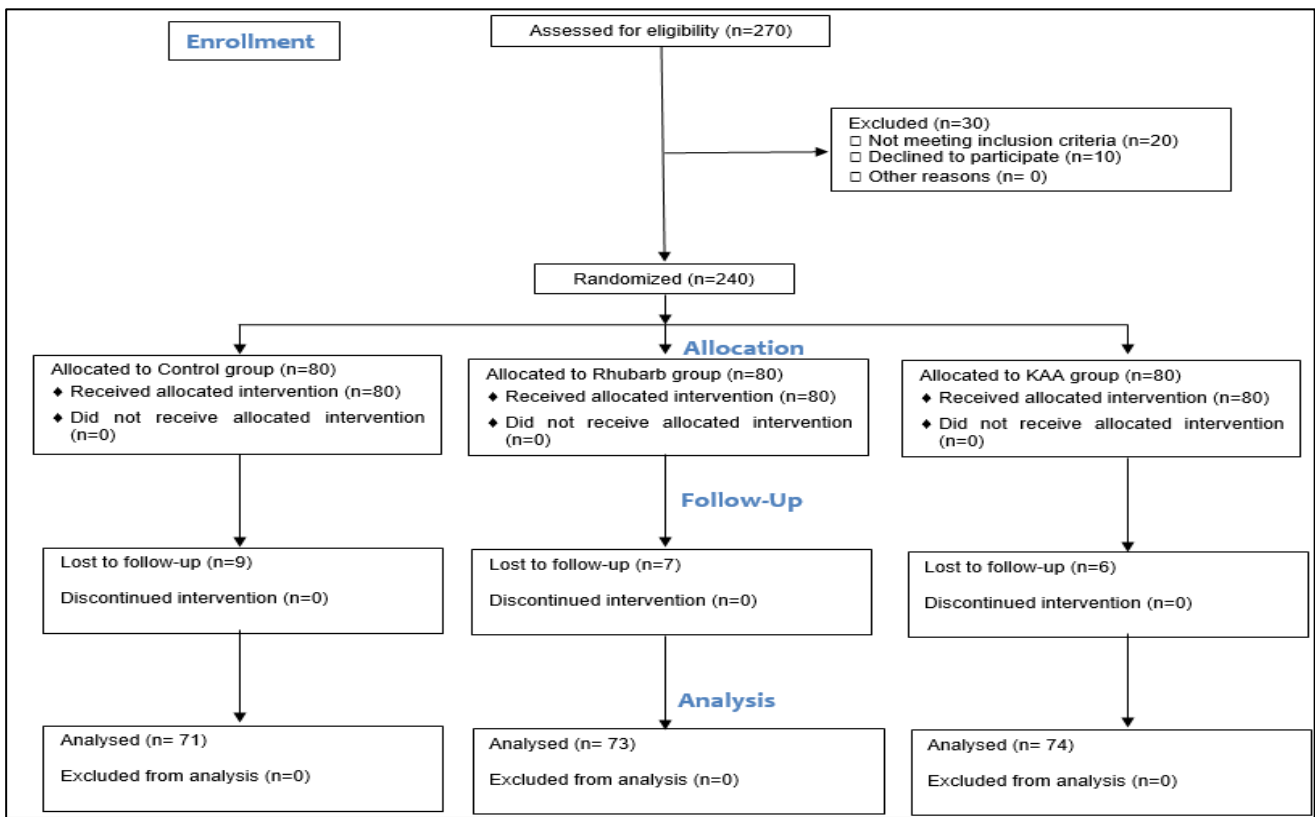 Enrollment
Assessed for eligibility (n=270)
Excluded (n=30)
□ Not meeting inclusion criteria (n=20)
□ Declined to participate (n=10)
□ Other reasons (n= 0)
Randomized (n=240)
Allocation
Allocated to Control group (n=80)
◆ Received allocated intervention (n=80)
◆ Did not receive allocated intervention
(n=0)
Allocated to Rhubarb group (n=80)
◆ Received allocated intervention (n=80)
◆ Did not receive allocated intervention
(n=0)
Allocated to KAA group (n=80)
◆ Received allocated intervention (n=80)
◆ Did not receive allocated intervention
(n=0)
Follow-Up
Lost to follow-up (n=9)
Discontinued intervention (n=0)
Lost to follow-up (n=7)
Discontinued intervention (n=0)
Lost to follow-up (n=6)
Discontinued intervention (n=0)
Analysis
Analysed (n= 71)
Excluded from analysis (n=0)
Analysed (n= 73)
Excluded from analysis (n=0)
Analysed (n= 74)
Excluded from analysis (n=0)